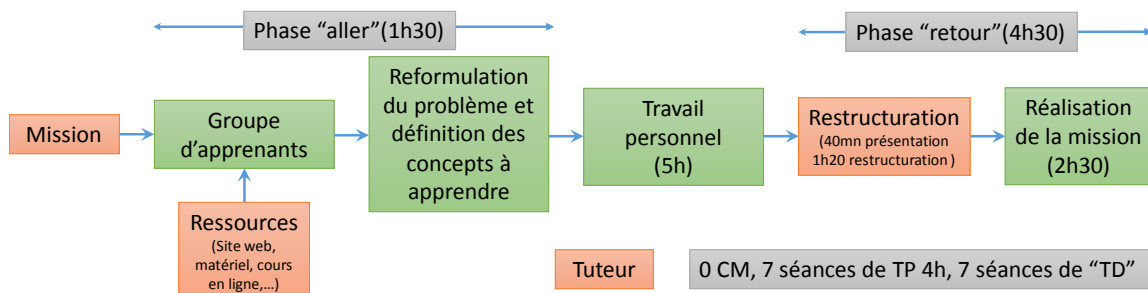 Phase “aller”(1h30)
Phase “retour”(4h30)
Mission
Groupe
d’apprenants
Reformulation
du problème et
définition des
concepts à
apprendre
Travail
personnel
(5h)
Restructuration
(40mn présentation
1h20 restructuration )
Réalisation
de la mission
(2h30)
Ressources
(Site web,
matériel, cours
en ligne,…)
Tuteur
0 CM, 7 séances de TP 4h, 7 séances de “TD”